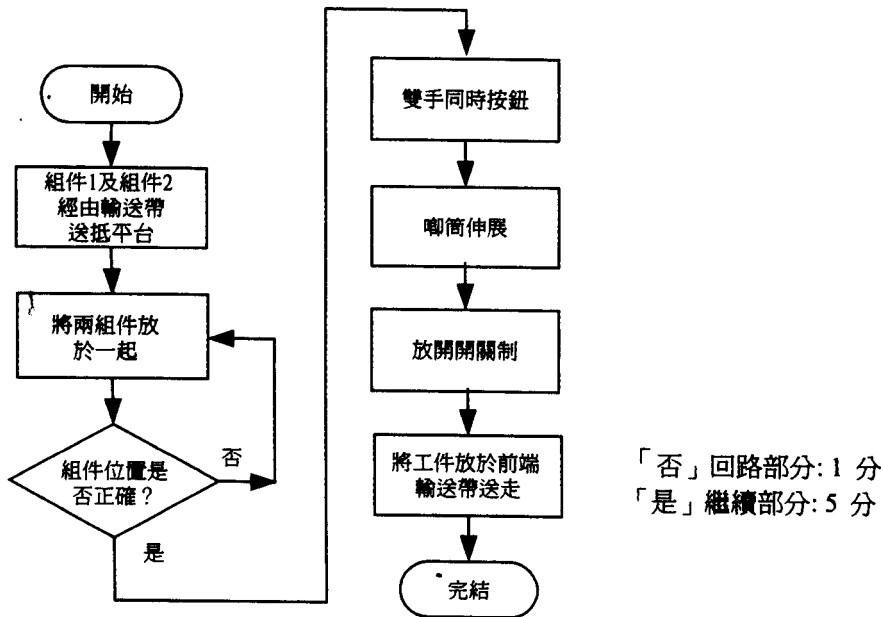 開始
組件1及組件2
經由輸送帶
送抵平台
將兩組件放
於一起
組件位置是
否正確？
否
是
雙手同時按鈕
唧筒伸展
放開開關制
將工件放於前端
輸送帶送走
完結
「否」回路部分: 1 分
「是」繼續部分: 5 分